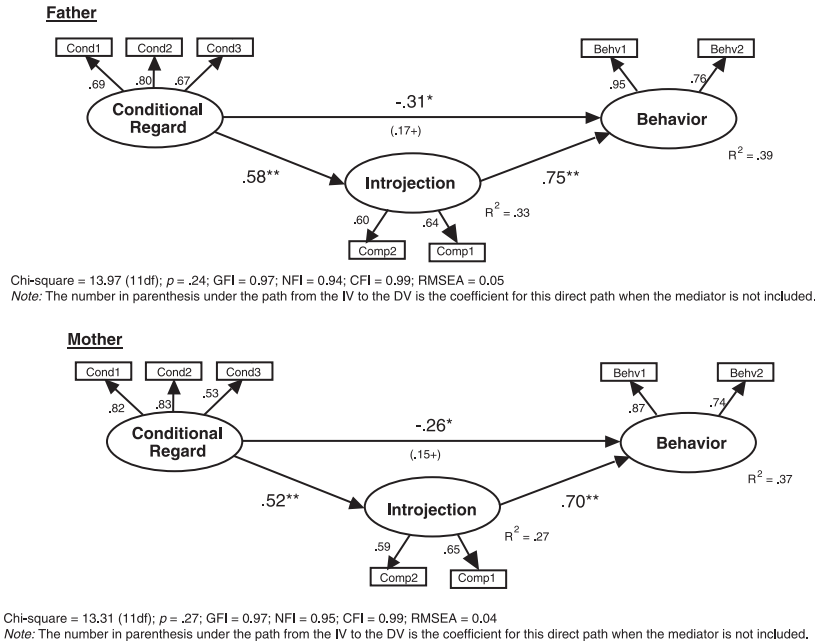 Father
Cond1 Cond2 Cond3
Behv1 Behv2
.69 .80 .67
.95 .76
Conditional
Regard
-.31*
(.17+)
Behavior
R² = .39
.58**
Introjection
.75**
R² = .33
.60 .64
Comp2 Comp1
Chi-square = 13.97 (11df); p = .24; GFI = 0.97; NFI = 0.94; CFI = 0.99; RMSEA = 0.05
Note: The number in parenthesis under the path from the IV to the DV is the coefficient for this direct path when the mediator is not included.
Mother
Cond1 Cond2 Cond3
Behv1 Behv2
.82 .83 .53
.87 .74
Conditional
Regard
-.26*
(.15+)
Behavior
R² = .37
.52**
Introjection
.70**
R² = .27
.59 .65
Comp2 Comp1
Chi-square = 13.31 (11df); p = .27; GFI = 0.97; NFI = 0.95; CFI = 0.99; RMSEA = 0.04
Note: The number in parenthesis under the path from the IV to the DV is the coefficient for this direct path when the mediator is not included.